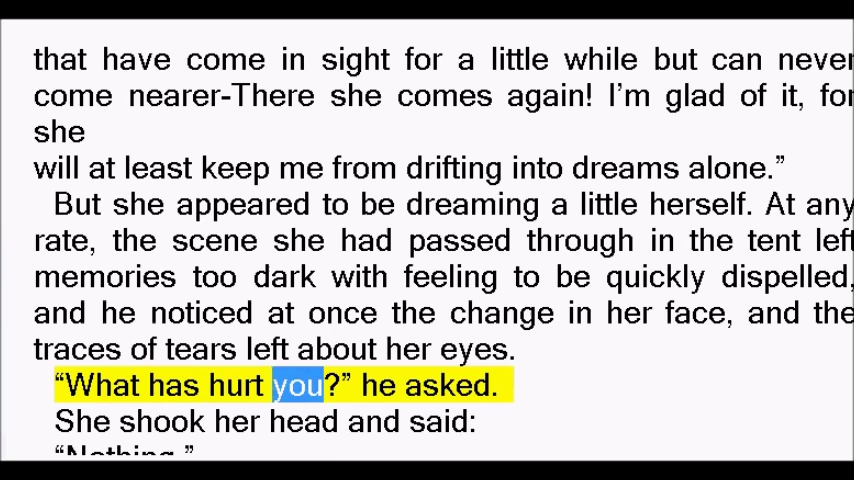 that have come in sight for a little while but can never
come nearer-There she comes again! I’m glad of it, for
she
will at least keep me from drifting into dreams alone.”
But she appeared to be dreaming a little herself. At any
rate, the scene she had passed through in the tent left
memories too dark with feeling to be quickly dispelled,
and he noticed at once the change in her face, and the
traces of tears left about her eyes.
“What has hurt you?” he asked.
She shook her head and said:
“Nothing.”